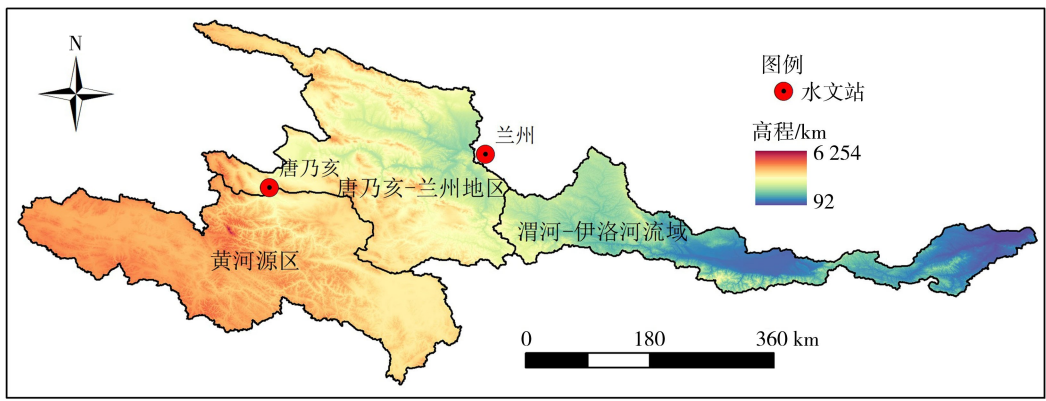 N
图例
水文站
高程/km
6 254
92
兰州
唐乃亥
唐乃亥-兰州地区
渭河-伊洛河流域
黄河源区
0
180
360 km